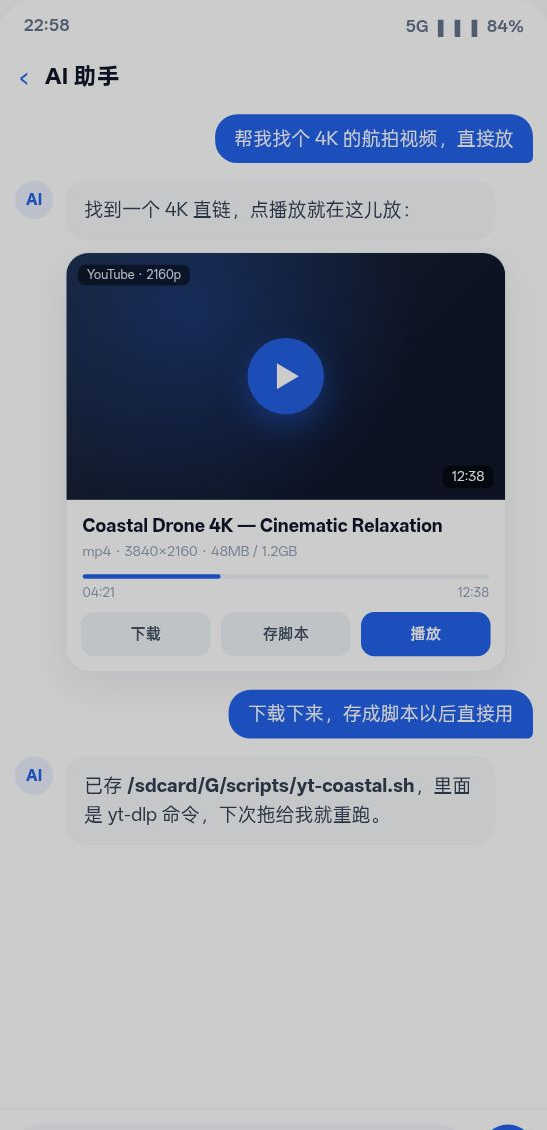 22:58
5G 84%
AI 助手
帮我找个 4K 的航拍视频，直接放
AI
找到一个 4K 直链，点播放就在这儿放：
YouTube · 2160p
12:38
Coastal Drone 4K — Cinematic Relaxation
mp4 · 3840×2160 · 48MB / 1.2GB
04:21
12:38
下载
存脚本
播放
下载下来，存成脚本以后直接用
AI
已存 /sdcard/G/scripts/yt-coastal.sh，里面
是 yt-dlp 命令，下次拖给我就重跑。